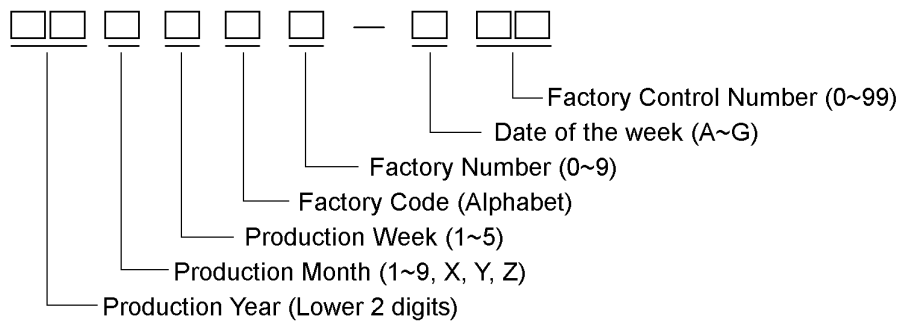 Factory Control Number (0~99)
Date of the week (A~G)
Factory Number (0~9)
Factory Code (Alphabet)
Production Week (1~5)
Production Month (1~9, X, Y, Z)
Production Year (Lower 2 digits)